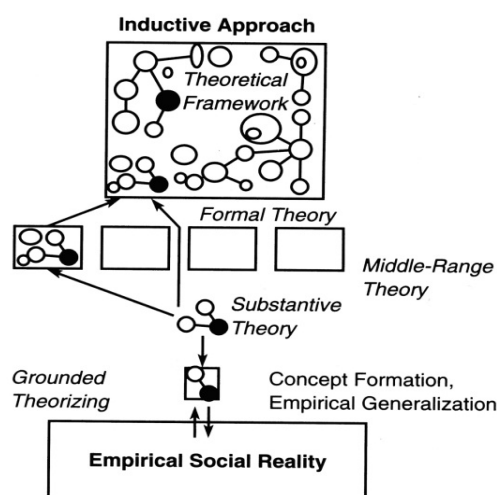 Inductive Approach
Theoretical
Framework
Formal Theory
Middle-Range
Theory
Substantive
Theory
Grounded
Theorizing
Concept Formation,
Empirical Generalization
Empirical Social Reality